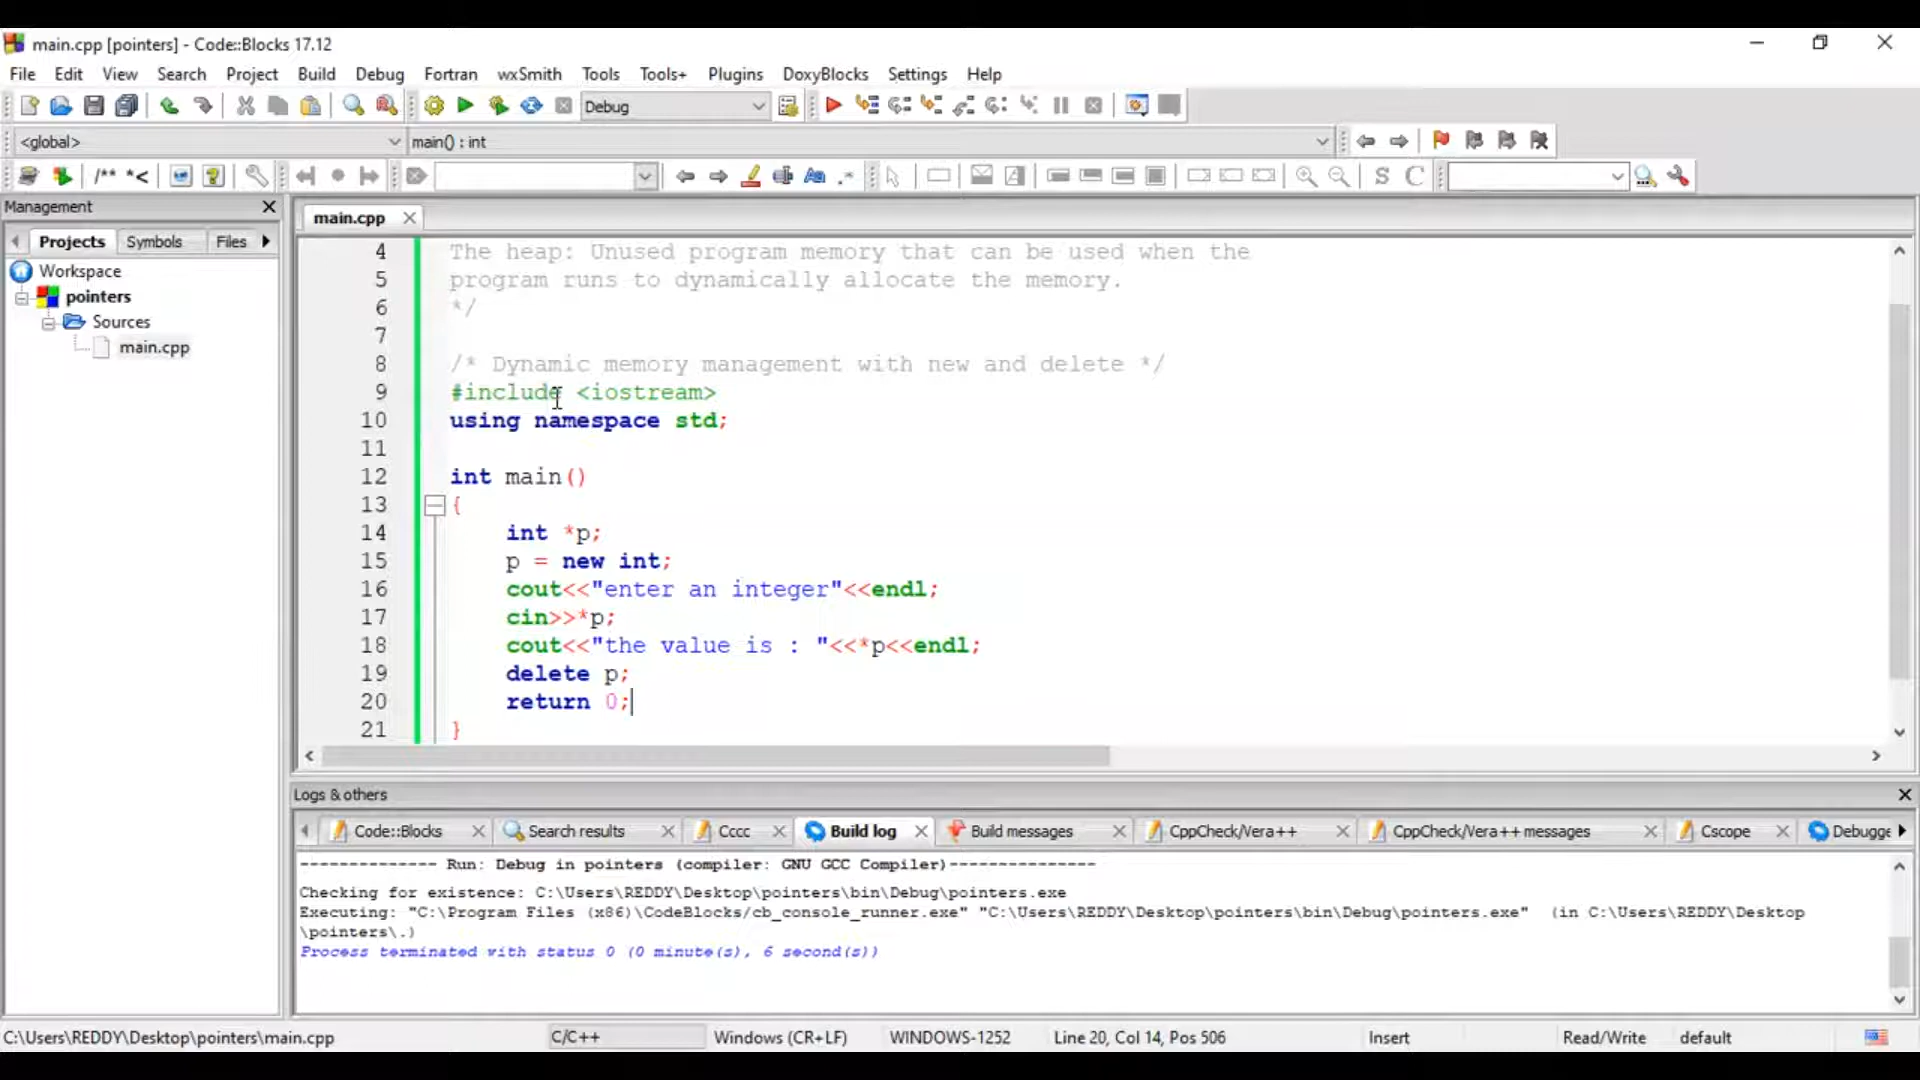 main.cpp [pointers] - Code::Blocks 17.12
File Edit View Search Project Build Debug Fortran wxSmith Tools Tools+ Plugins DoxyBlocks Settings Help
Debug
<global> main() : int
/** *< S C
Management
Projects Symbols Files
main.cpp
Workspace
pointers
Sources
main.cpp
4 The heap: Unused program memory that can be used when the
5 program runs to dynamically allocate the memory.
6 */
7
8 /* Dynamic memory management with new and delete */
9 #include <iostream>
10 using namespace std;
11
12 int main()
13 {
14 int *p;
15 p = new int;
16 cout<<"enter an integer"<<endl;
17 cin>>*p;
18 cout<<"the value is : "<<*p<<endl;
19 delete p;
20 return 0;
21 }
Logs & others
Code::Blocks Search results Cccc Build log Build messages CppCheck/Vera++ CppCheck/Vera++ messages Cscope Debugge
-------------- Run: Debug in pointers (compiler: GNU GCC Compiler)---------------
Checking for existence: C:\Users\REDDY\Desktop\pointers\bin\Debug\pointers.exe
Executing: "C:\Program Files (x86)\CodeBlocks/cb_console_runner.exe" "C:\Users\REDDY\Desktop\pointers\bin\Debug\pointers.exe"  (in C:\Users\REDDY\Desktop
\pointers\.)
Process terminated with status 0 (0 minute(s), 6 second(s))
C:\Users\REDDY\Desktop\pointers\main.cpp C/C++ Windows (CR+LF) WINDOWS-1252 Line 20, Col 14, Pos 506 Insert Read/Write default